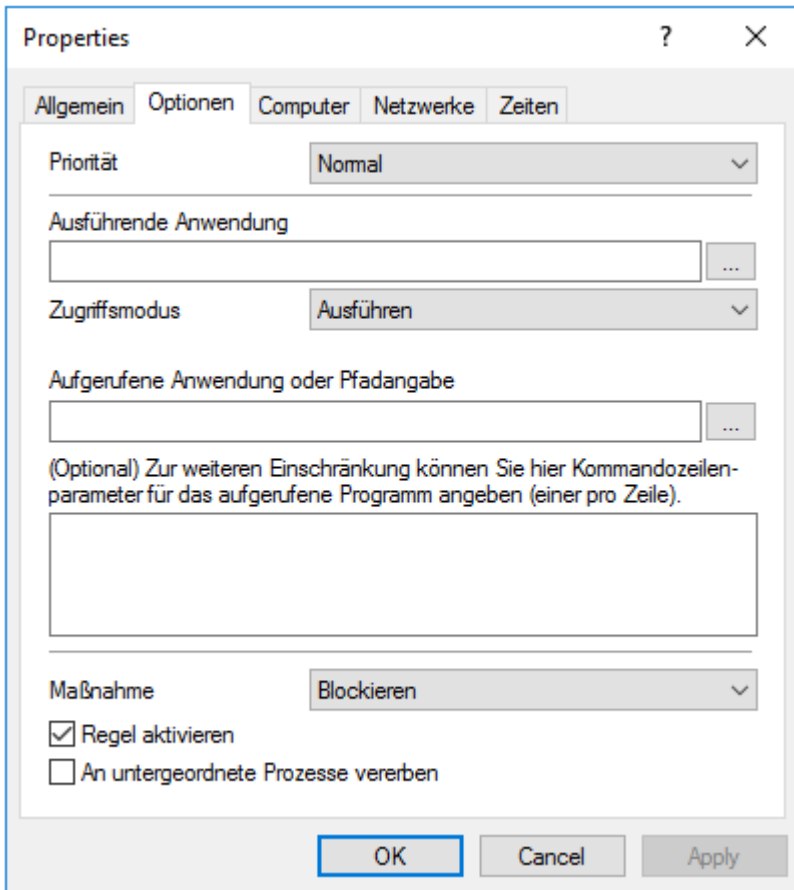 Properties
?
Allgemein Optionen Computer Netzwerke Zeiten
Priorität Normal
Ausführende Anwendung
...
Zugriffsmodus Ausführen
Aufgerufene Anwendung oder Pfadangabe
...
(Optional) Zur weiteren Einschränkung können Sie hier Kommandozeilen-
parameter für das aufgerufene Programm angeben (einer pro Zeile).
Maßnahme Blockieren
Regel aktivieren
An untergeordnete Prozesse vererben
OK Cancel Apply